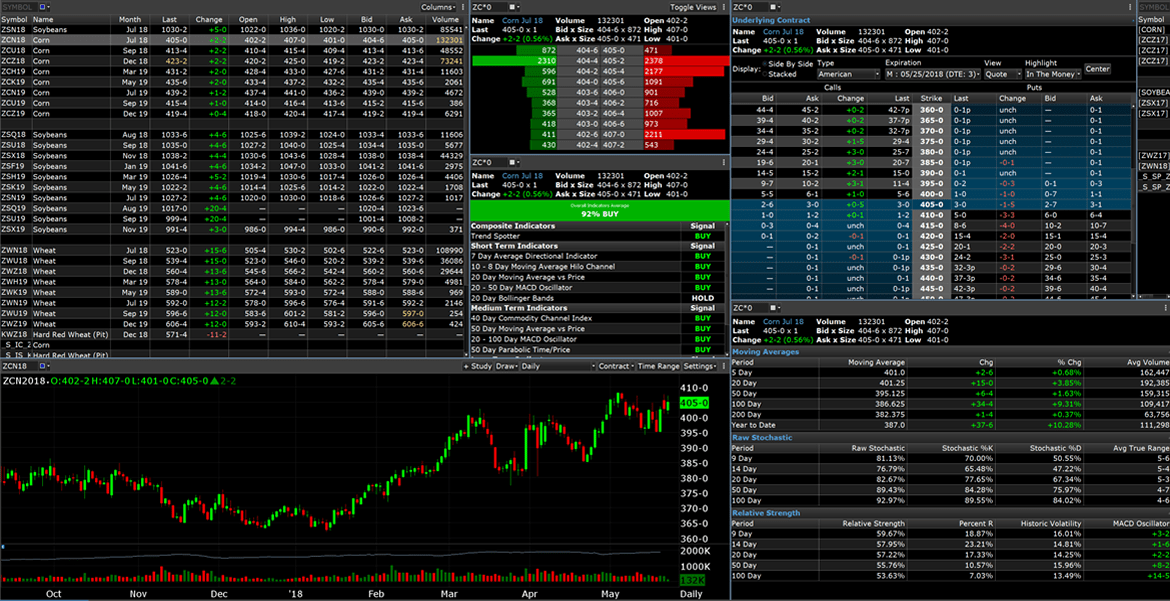 SYMBOL Columns
Symbol Name Month Last Change Open High Low Bid Ask Volume
ZSN18 Soybeans Jul 18 1030-2 +5-0 1022-0 1036-0 1020-2 1030-0 1030-2 85541
ZCN18 Corn Jul 18 405-0 +2-2 402-2 407-0 401-0 404-6 405-0 132301
ZCU18 Corn Sep 18 413-4 +2-2 410-4 415-4 409-4 413-4 413-6 48552
ZCZ18 Corn Dec 18 423-2 +2-2 420-2 425-0 419-2 423-2 423-4 73241
ZCH19 Corn Mar 19 431-2 +2-0 428-4 433-0 427-6 431-2 431-4 11603
ZCK19 Corn May 19 435-6 +2-0 433-4 437-2 432-2 435-4 435-6 2061
ZCN19 Corn Jul 19 439-2 +1-2 437-4 441-0 436-2 439-2 439-4 3740
ZCU19 Corn Sep 19 415-4 +1-0 414-0 416-4 413-6 415-2 415-6 386
ZCZ19 Corn Dec 19 418-4 +0-4 418-0 420-4 417-4 419-2 419-4 6291
ZSQ18 Soybeans Aug 18 1033-6 +4-6 1025-6 1039-2 1024-0 1033-4 1033-6 11606
ZSU18 Soybeans Sep 18 1035-0 +4-6 1027-2 1040-0 1025-4 1034-4 1035-0 5677
ZSX18 Soybeans Nov 18 1038-2 +4-4 1030-6 1043-6 1028-4 1038-0 1038-4 44329
ZSF19 Soybeans Jan 19 1041-6 +4-6 1034-2 1047-0 1033-0 1041-2 1041-6 2975
ZSH19 Soybeans Mar 19 1026-4 +5-2 1019-4 1030-6 1017-6 1026-4 1026-6 4406
ZSK19 Soybeans May 19 1022-2 +4-6 1014-4 1025-6 1014-2 1022-0 1022-4 1708
ZSN19 Soybeans Jul 19 1027-2 +4-6 1020-0 1030-0 1018-6 1026-6 1027-2 1017
ZSQ19 Soybeans Aug 19 1017-0 +20-4 — — — 1020-4 1023-6 —
ZSU19 Soybeans Sep 19 999-4 +20-4 — — — 1001-4 1008-2 —
ZSX19 Soybeans Nov 19 991-4 +3-0 986-0 994-4 986-0 990-6 992-0 371
ZWN18 Wheat Jul 18 523-0 +15-6 505-4 530-2 502-6 522-6 523-0 108990
ZWU18 Wheat Sep 18 539-4 +15-0 523-0 546-0 520-2 539-2 539-6 36086
ZWZ18 Wheat Dec 18 560-4 +13-6 545-6 566-2 542-4 560-2 560-6 29644
ZWH19 Wheat Mar 19 578-4 +13-0 564-0 584-0 562-2 578-4 579-0 4981
ZWK19 Wheat May 19 589-0 +13-6 572-4 593-0 572-4 588-0 588-6 969
ZWN19 Wheat Jul 19 592-0 +12-2 578-0 596-6 576-4 591-6 592-2 2146
ZWU19 Wheat Sep 19 596-6 +12-0 583-6 601-2 581-2 596-0 597-0 254
ZWZ19 Wheat Dec 19 606-4 +12-0 593-2 610-4 593-2 605-6 606-6 424
KWZ18 Hard Red Wheat (Pit) Dec 18 571-4 -11-2 — — — — — —
_S_IC_2 Corn
_S_IS_ Hard Red Wheat (Pit)
ZC*0 Toggle Views
Name Corn Jul 18 Volume 132301 Open 402-2
Last 405-0 x 1 Bid x Size 404-6 x 872 High 407-0
Change +2-2 (0.56%) Ask x Size 405-0 x 471 Low 401-0
872 404-6 405-0 471
2310 404-4 405-2 2378
596 404-2 405-4 2177
691 404-0 405-6 1091
528 403-6 406-0 901
368 403-4 406-2 716
365 403-2 406-4 1007
418 403-0 406-6 973
411 402-6 407-0 2211
430 402-4 407-2 543
ZC*0
Name Corn Jul 18 Volume 132301 Open 402-2
Last 405-0 x 1 Bid x Size 404-6 x 872 High 407-0
Change +2-2 (0.56%) Ask x Size 405-0 x 471 Low 401-0
Overall Indicators Average
92% BUY
Composite Indicators Signal
Trend Spotter BUY
Short Term Indicators Signal
7 Day Average Directional Indicator BUY
10 - 8 Day Moving Average Hilo Channel BUY
20 Day Moving Average vs Price BUY
20 - 50 Day MACD Oscillator BUY
20 Day Bollinger Bands HOLD
Medium Term Indicators Signal
40 Day Commodity Channel Index BUY
50 Day Moving Average vs Price BUY
20 - 100 Day MACD Oscillator BUY
50 Day Parabolic Time/Price BUY
ZC*0
Underlying Contract
Name Corn Jul 18 Volume 132301 Open 402-2
Last 405-0 x 1 Bid x Size 404-6 x 872 High 407-0
Change +2-2 (0.56%) Ask x Size 405-0 x 471 Low 401-0
Display: Side By Side Stacked Type American Expiration M : 05/25/2018 (DTE: 3) View Quote Highlight In The Money Center
Calls Puts
Bid Ask Change Last Strike Last Change Bid Ask
44-4 45-2 +0-2 42-7p 360-0 0-1p unch — 0-1
39-4 40-2 +0-2 37-7p 365-0 0-1p unch — 0-1
34-4 35-2 +0-2 32-7p 370-0 0-1p unch — 0-1
29-4 30-2 +1-5 29-4 375-0 0-1p unch — 0-1
24-4 25-2 +3-0 25-7 380-0 0-1p unch — 0-1
19-6 20-1 +3-0 20-7 385-0 0-1p -0-1 — 0-1
14-5 15-2 +2-1 15-0 390-0 0-1 unch — 0-1
9-7 10-2 +3-1 11-4 395-0 0-2 -0-3 0-1 0-3
5-5 6-1 +1-0 5-6 400-0 1-0 -1-0 0-7 1-1
2-6 3-0 +0-5 3-0 405-0 3-0 -1-5 2-7 3-1
1-0 1-2 +0-1 1-2 410-0 5-0 -3-3 6-0 6-4
0-3 0-4 unch 0-4 415-0 8-6 -4-0 10-2 10-7
0-1 0-2 -0-1 0-1 420-0 15-4 -2-0 15-1 15-4
— 0-1 unch 0-1 425-0 20-1 -2-2 20-0 20-3
— 0-1 -0-1 0-1 430-0 24-2 -3-1 25-0 25-3
— 0-1 unch 0-1p 435-0 32-3p -0-2 29-6 30-4
— 0-1 unch 0-1p 440-0 37-3p -0-2 34-6 35-4
— 0-1 unch 0-1p 445-0 42-3p -0-2 39-6 40-4
ZC*0
Name Corn Jul 18 Volume 132301 Open 402-2
Last 405-0 x 1 Bid x Size 404-6 x 872 High 407-0
Change +2-2 (0.56%) Ask x Size 405-0 x 471 Low 401-0
Moving Averages
Period Moving Average Chg % Chg Avg Volume
5 Day 401.0 +2-6 +0.68% 162,447
20 Day 401.25 +15-0 +3.85% 192,385
50 Day 395.125 +6-4 +1.63% 159,315
100 Day 386.625 +34-4 +9.31% 109,417
200 Day 382.375 +1-4 +0.37% 63,756
Year to Date 387.0 +37-6 +10.28% 111,298
Raw Stochastic
Period Raw Stochastic Stochastic %K Stochastic %D Avg True Range
9 Day 81.13% 70.00% 50.55% 5-6
14 Day 76.79% 65.48% 47.22% 5-4
20 Day 82.67% 77.65% 67.34% 5-3
50 Day 89.43% 84.28% 75.97% 4-7
100 Day 92.97% 89.55% 84.02% 4-6
Relative Strength
Period Relative Strength Percent R Historic Volatility MACD Oscillator
9 Day 59.67% 18.87% 16.01% +3-2
14 Day 57.95% 23.21% 14.81% +1-6
20 Day 57.22% 17.33% 14.25% +2-2
50 Day 55.76% 10.57% 15.96% +8-2
100 Day 53.63% 7.03% 13.49% +14-5
SYMBOL
Symbol
[CORN]
[ZCZ17]
[ZCZ17]
[ZCZ17]
[SOYBEA
[ZSX17]
[ZSX17]
[ZWZ17]
[ZWN18]
_S_SP_Z
_S_SP_Z
ZCN18 + Study Draw Daily Contract Time Range Settings
ZCN2018 O:402-2 H:407-0 L:401-0 C:405-0 ▲2-2
410-0
405-0
400-0
395-0
390-0
385-0
380-0
375-0
370-0
365-0
360-0
2000K
1000K
132K
Oct Nov Dec '18 Feb Mar Apr May Daily